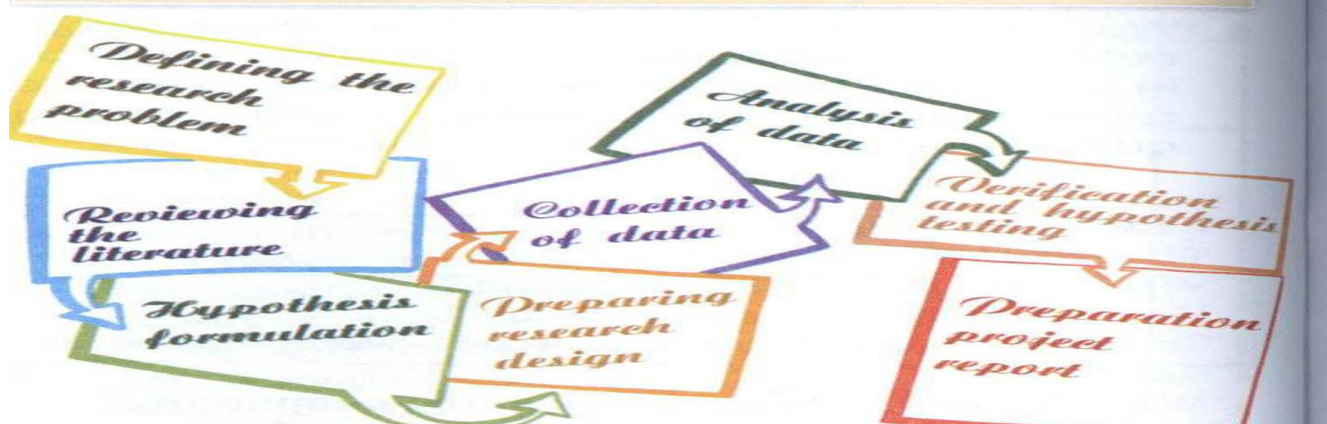 Defining the
research
problem
Reviewing
the
literature
Hypothesis
formulation
Preparing
research
design
Collection
of data
Analysis
of data
Verification
and hypothesis
testing
Preparation
project
report